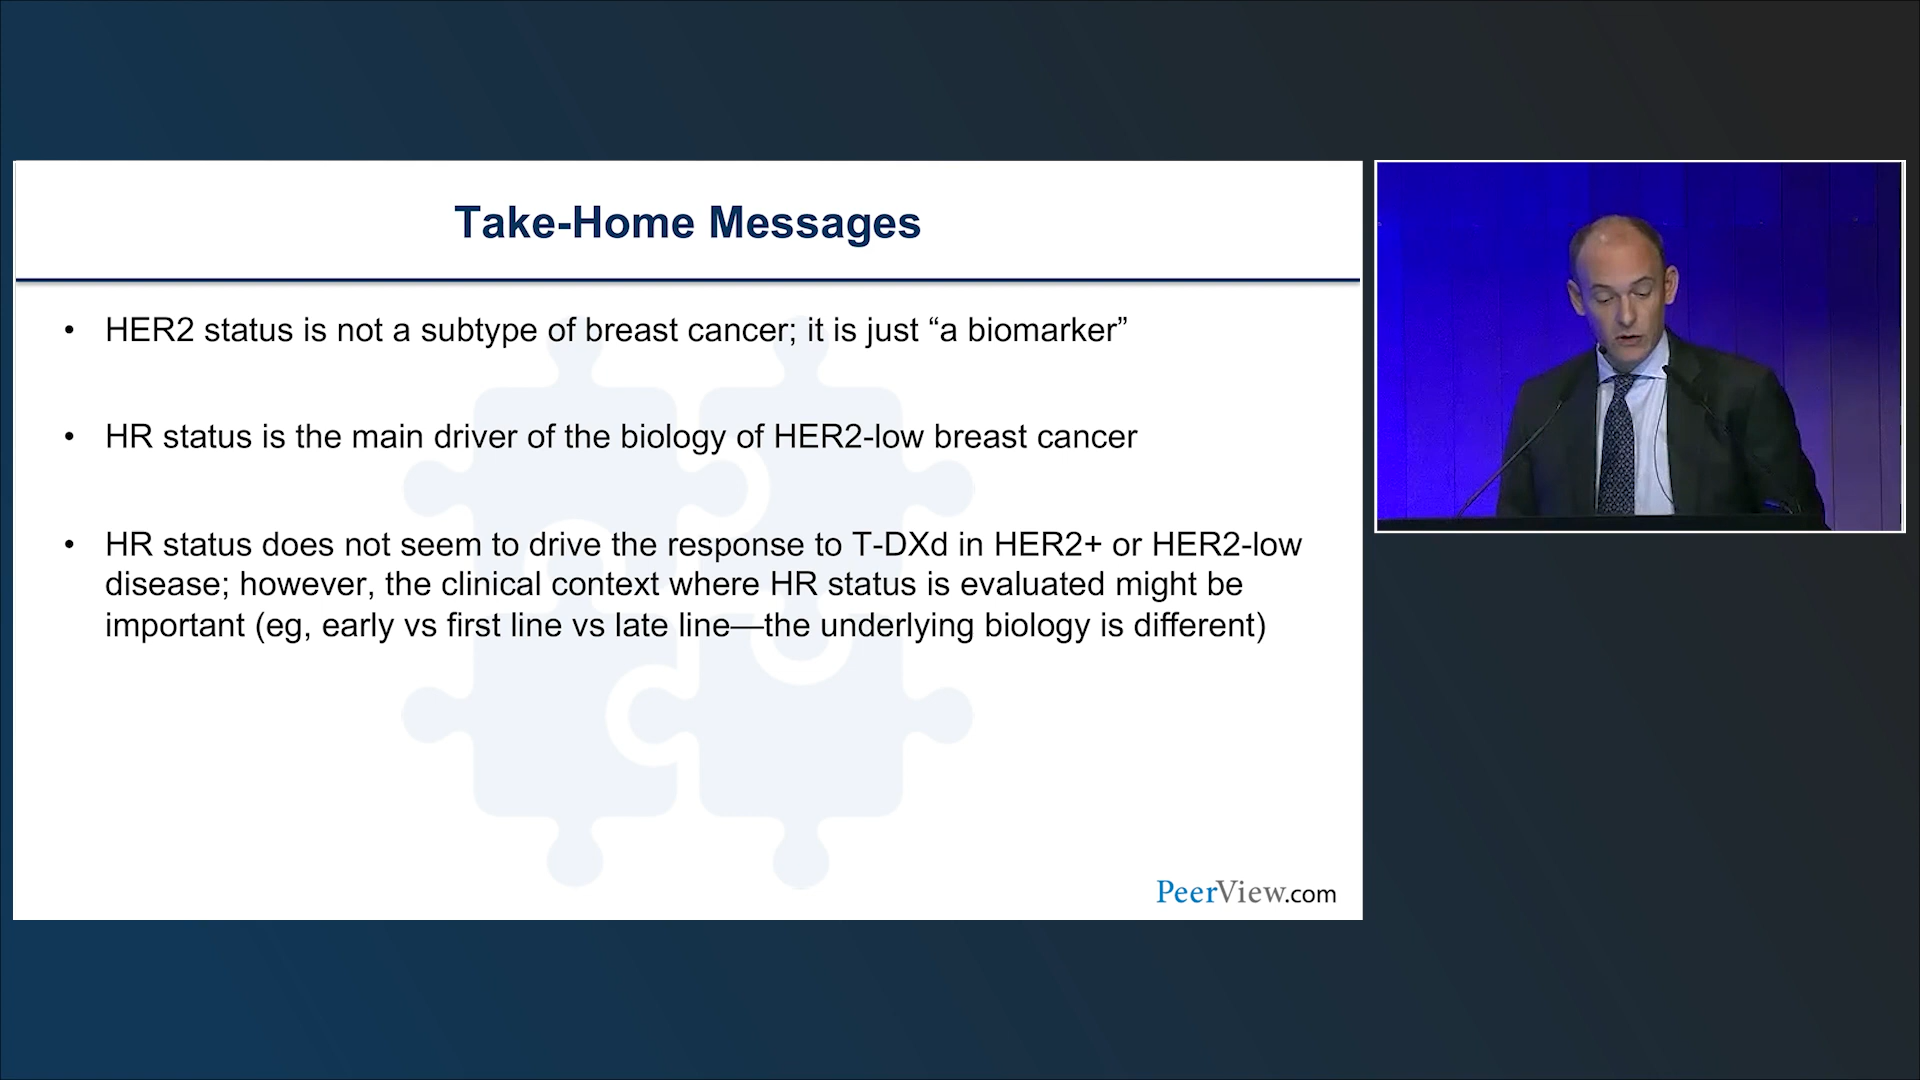 Take-Home Messages
• HER2 status is not a subtype of breast cancer; it is just “a biomarker”
• HR status is the main driver of the biology of HER2-low breast cancer
• HR status does not seem to drive the response to T-DXd in HER2+ or HER2-low
disease; however, the clinical context where HR status is evaluated might be
important (eg, early vs first line vs late line—the underlying biology is different)
PeerView.com